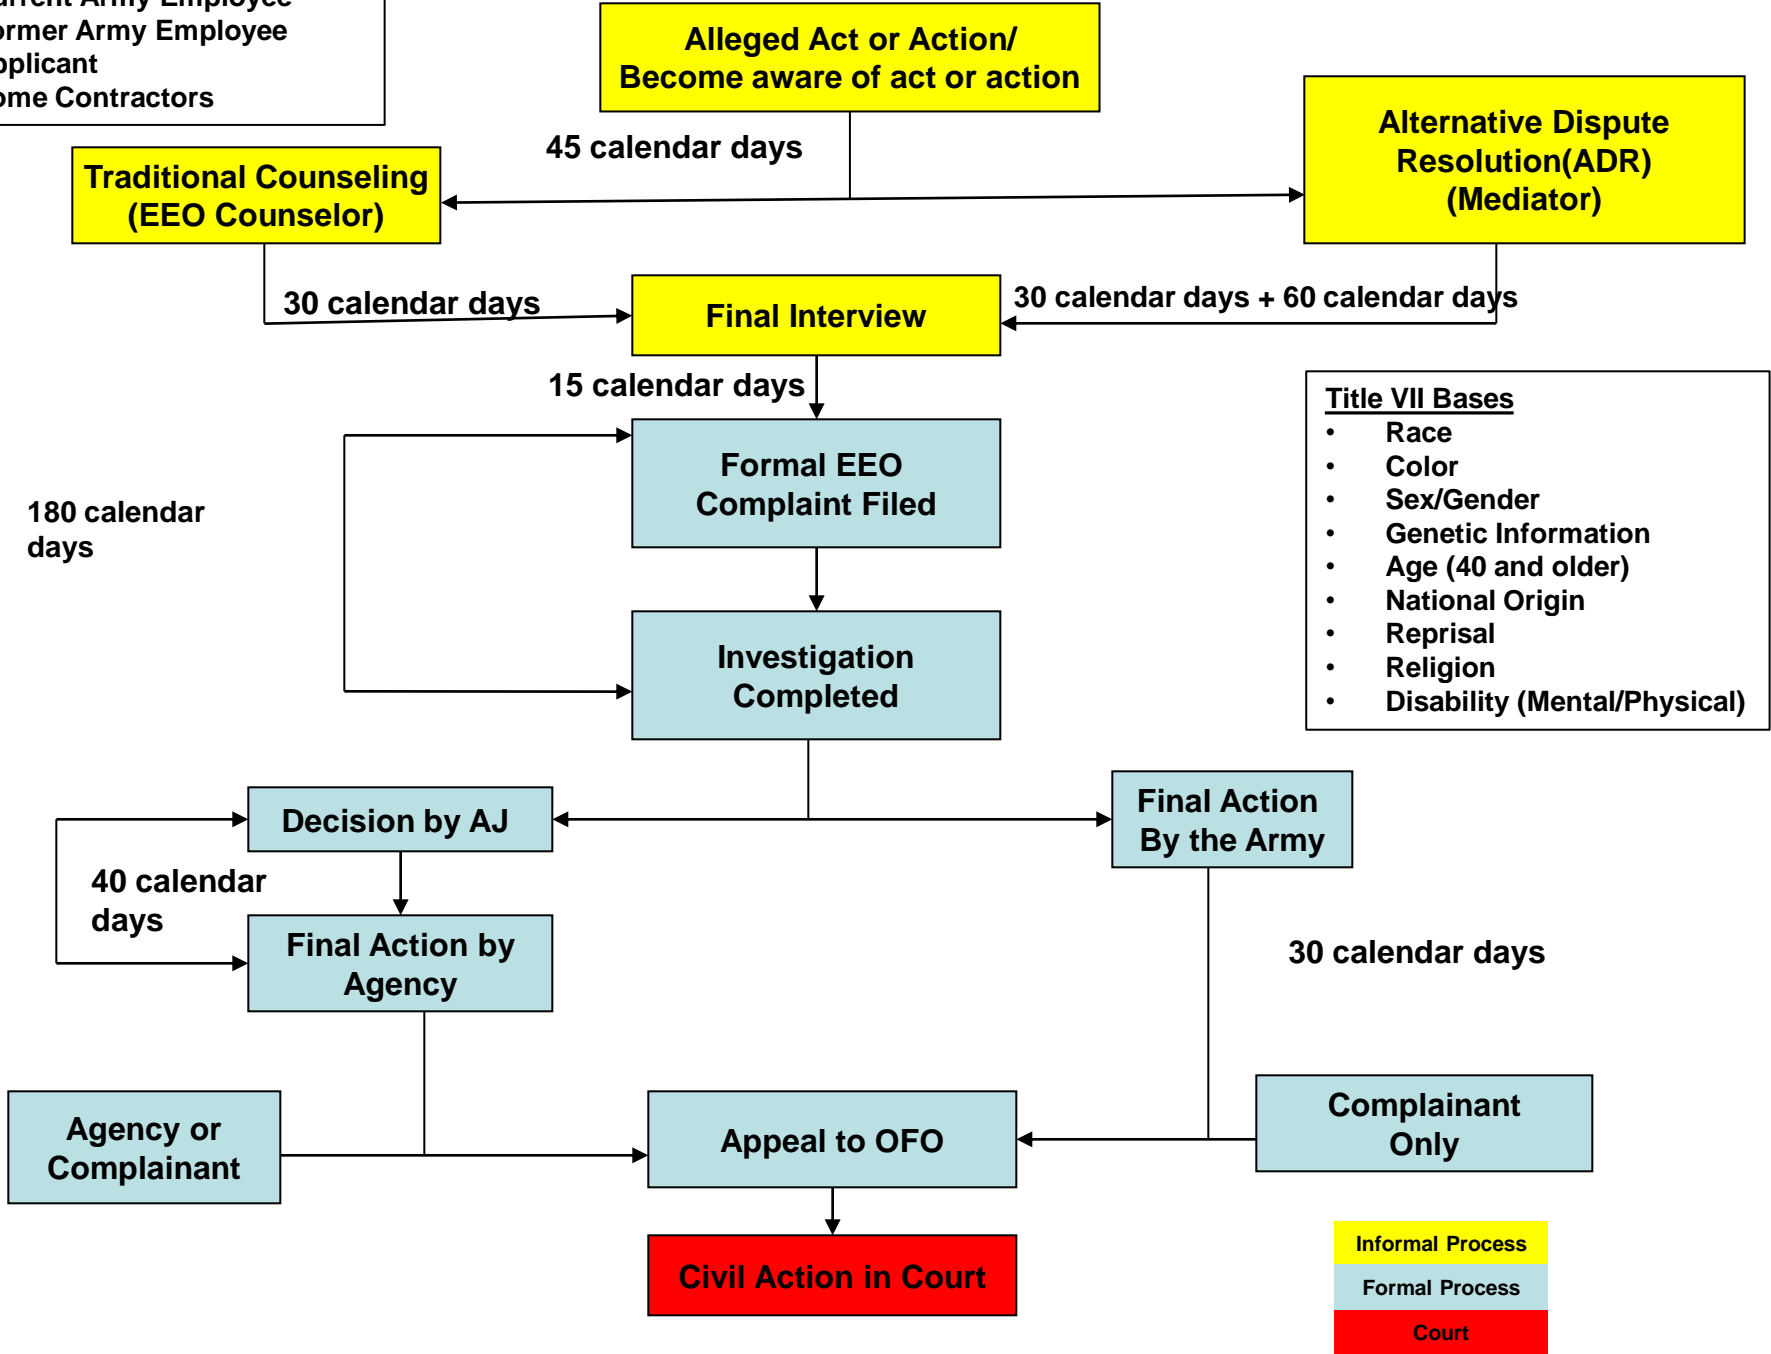 Army Employee
Army Employee
Contractors
Alleged Act or Action/
Become aware of act or action
45 calendar days
Alternative Dispute
Resolution(ADR)
(Mediator)
Traditional Counseling
(EEO Counselor)
30 calendar days
Final Interview
30 calendar days + 60 calendar days
15 calendar days
Title VII Bases
• Race
• Color
• Sex/Gender
• Genetic Information
• Age (40 and older)
• National Origin
• Reprisal
• Religion
• Disability (Mental/Physical)
Formal EEO
Complaint Filed
180 calendar
days
Investigation
Completed
Decision by AJ
Final Action
By the Army
40 calendar
days
Final Action by
Agency
30 calendar days
Agency or
Complainant
Appeal to OFO
Complainant
Only
Civil Action in Court
Informal Process
Formal Process
Court